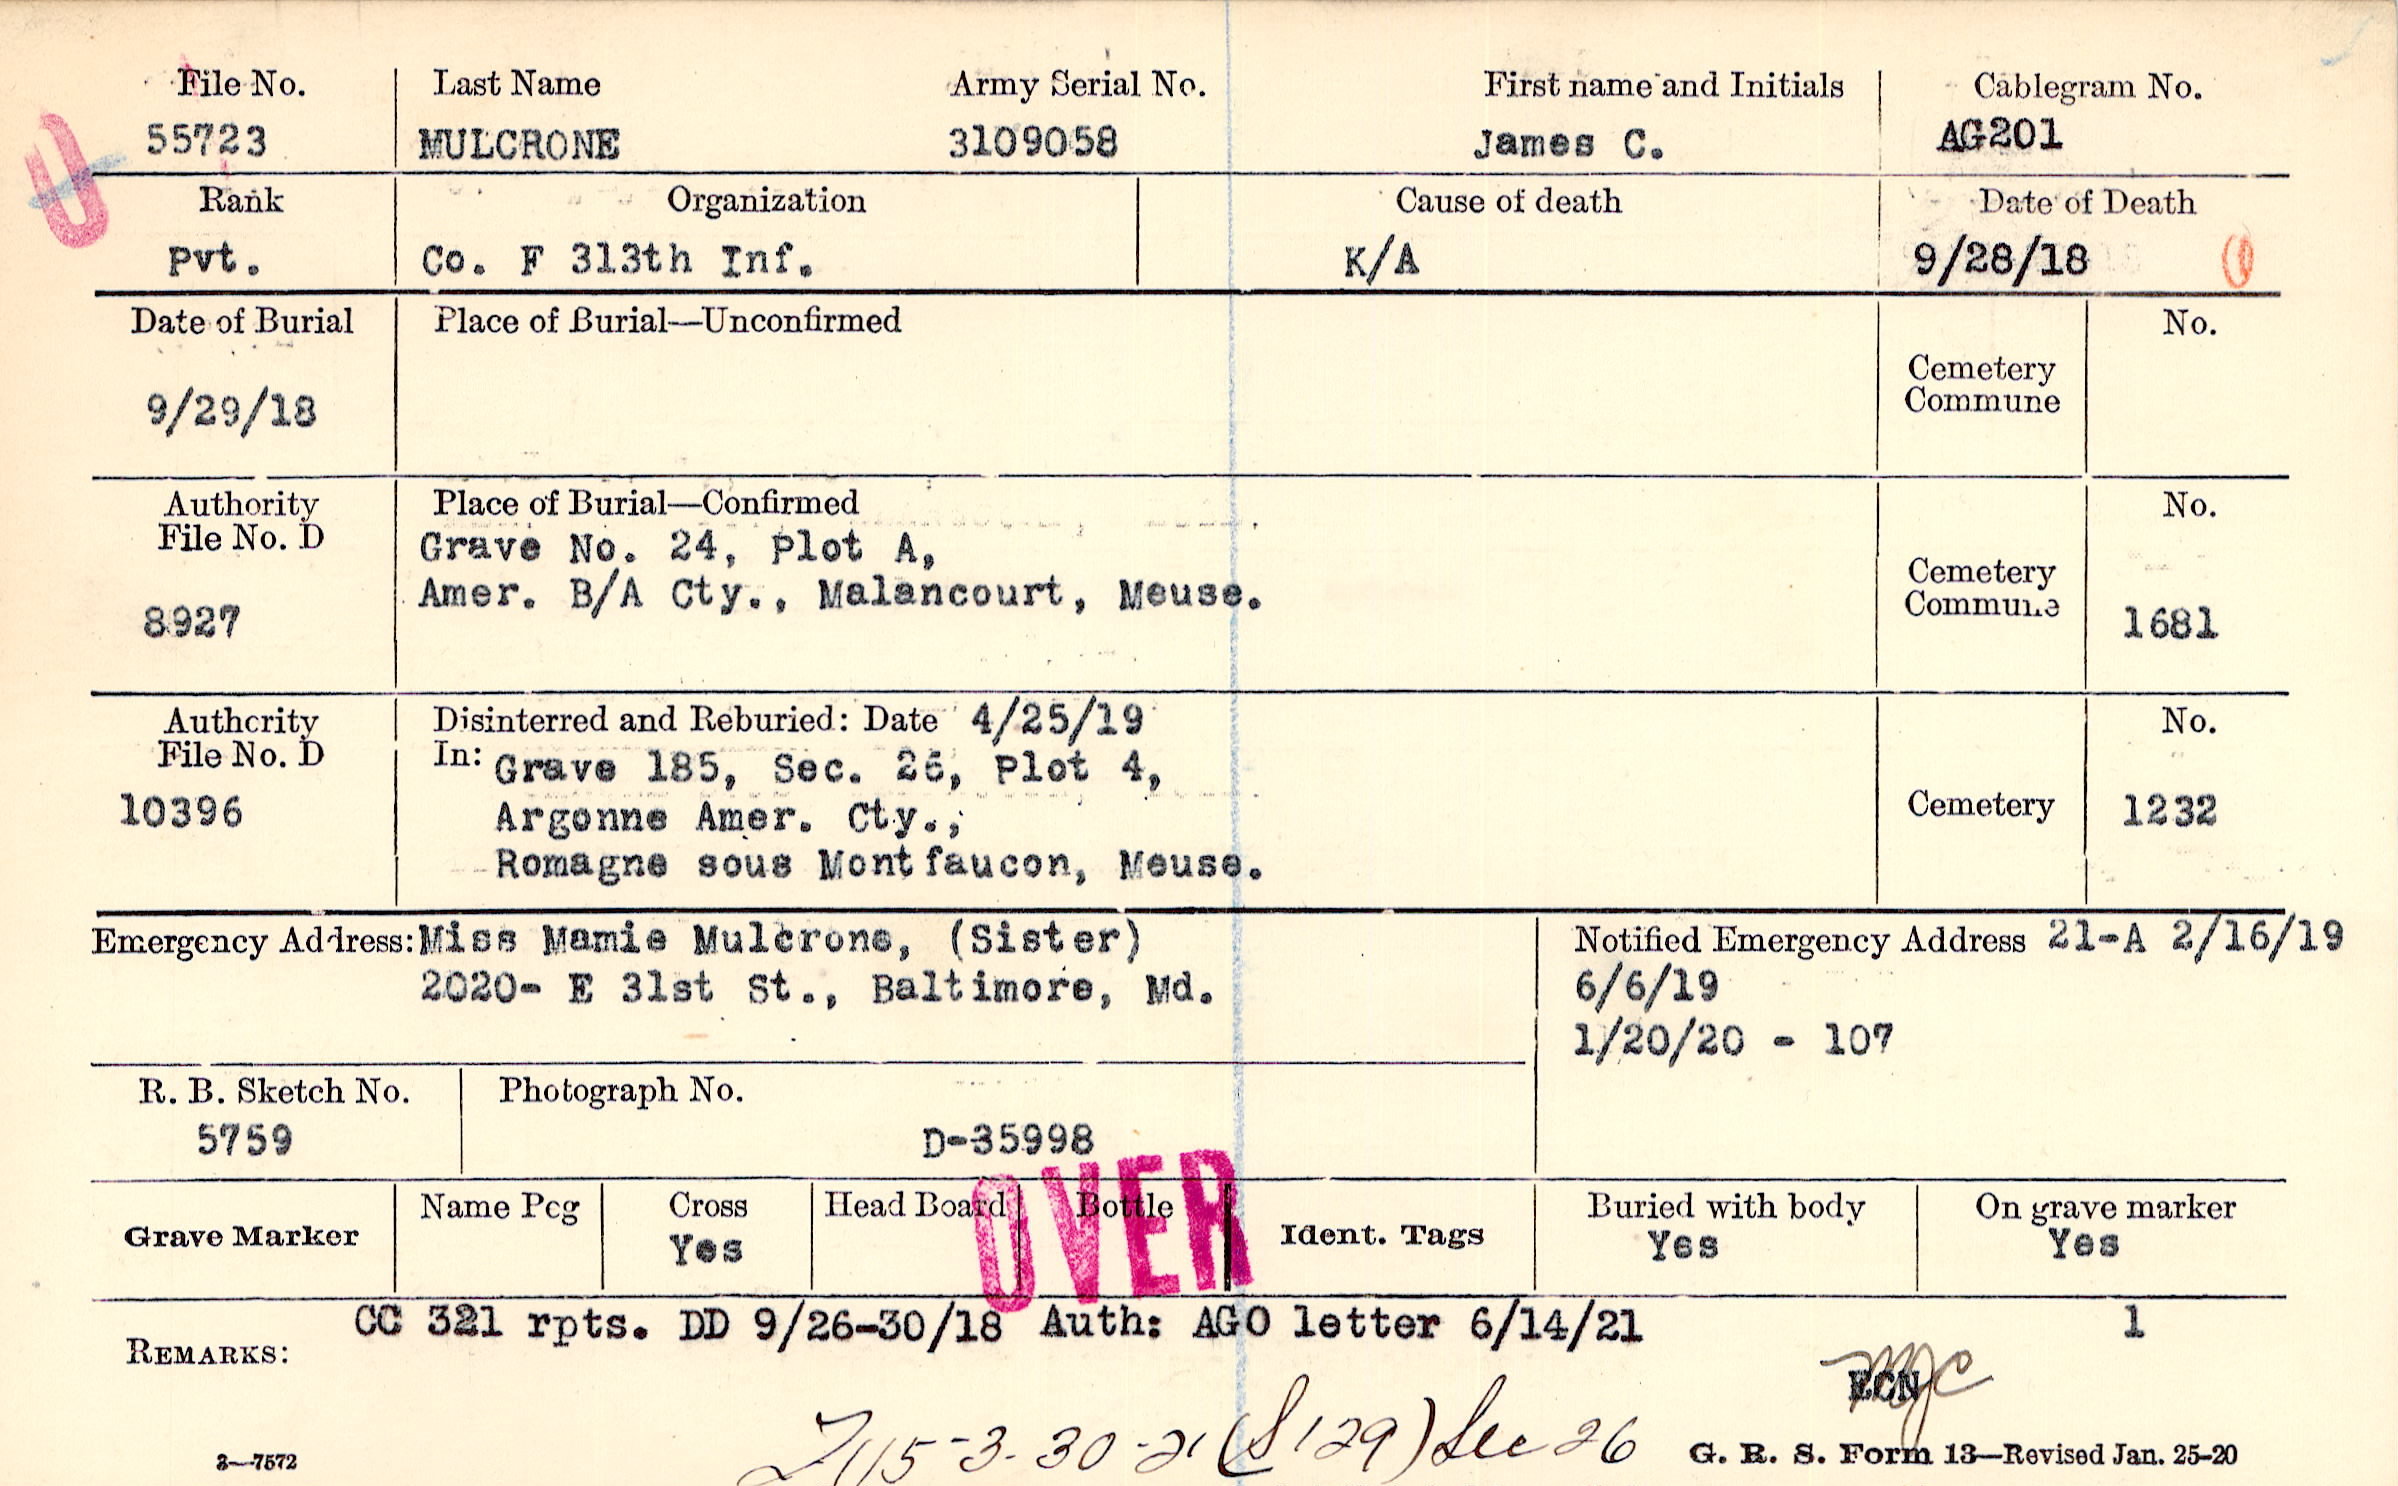 File No. Last Name Army Serial No. First name and Initials Cablegram No.
55723 MULCRONE 3109058 James C. AG201
Rank Organization Cause of death Date of Death
Pvt. Co. F 313th Inf. K/A 9/28/18
Date of Burial Place of Burial—Unconfirmed No.
9/29/18 Cemetery
Commune
Authority Place of Burial—Confirmed No.
File No. D Grave No. 24, Plot A,
8927 Amer. B/A Cty., Malancourt, Meuse.
Cemetery
Commune 1681
Authority Disinterred and Reburied: Date 4/25/19 No.
File No. D In: Grave 185, Sec. 26, Plot 4,
10396 Argonne Amer. Cty., Cemetery 1232
Romagne sous Montfaucon, Meuse.
Emergency Address: Miss Mamie Mulcrone, (Sister) Notified Emergency Address 21-A 2/16/19
2020- E 31st St., Baltimore, Md. 6/6/19
1/20/20 - 107
R. B. Sketch No. Photograph No.
5759 D-35998
OVER
Grave Marker Name Peg Cross Head Board Bottle Ident. Tags Buried with body On grave marker
Yes Yes Yes
CC 321 rpts. DD 9/26-30/18 Auth: AGO letter 6/14/21 1
REMARKS:
ECN
3-30-21 (S129) Sec 26
3—7572 G. R. S. Form 13—Revised Jan. 25-20